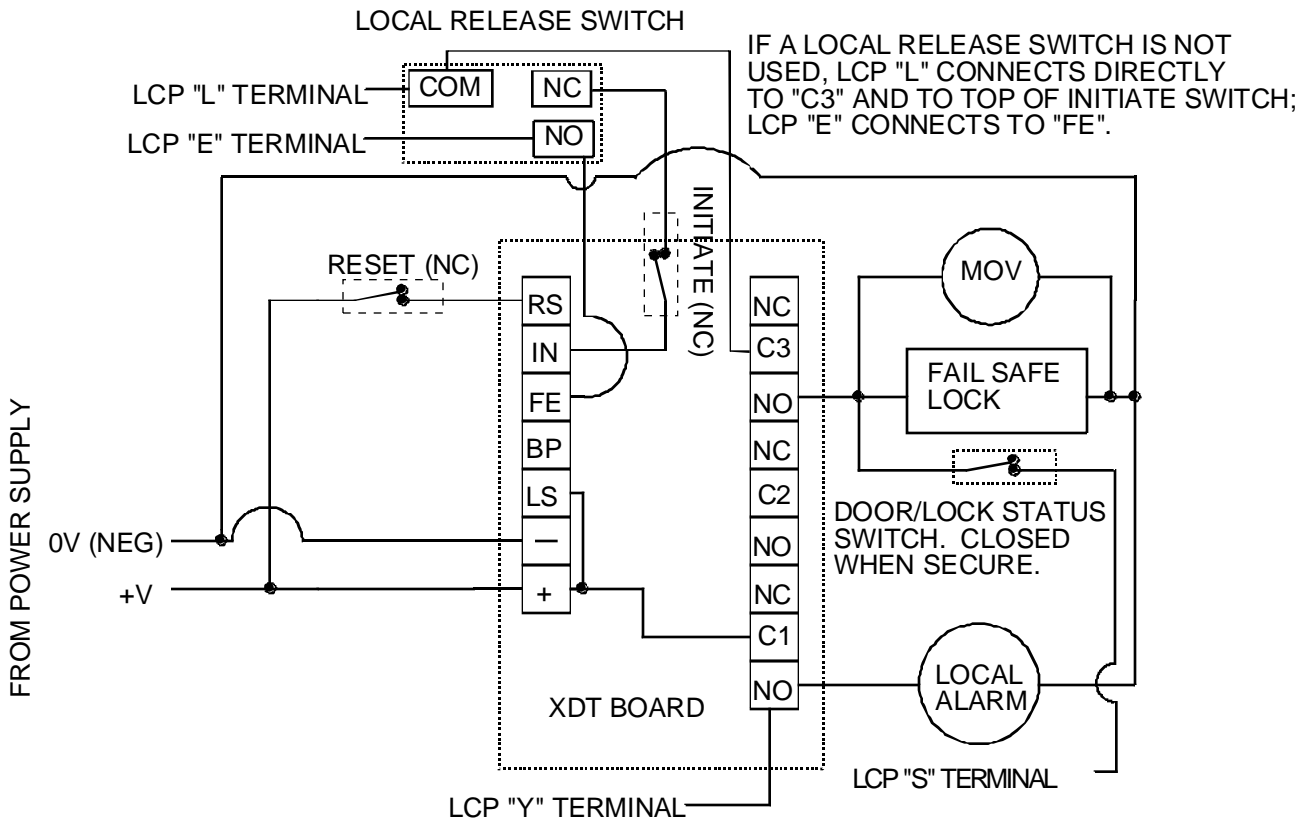 LOCAL RELEASE SWITCH
IF A LOCAL RELEASE SWITCH IS NOT
USED, LCP "L" CONNECTS DIRECTLY
TO "C3" AND TO TOP OF INITIATE SWITCH;
LCP "E" CONNECTS TO "FE".
LCP "L" TERMINAL
COM
NC
LCP "E" TERMINAL
NO
INITIATE (NC)
RESET (NC)
RS
IN
FE
BP
LS
—
+
NC
C3
NO
NC
C2
NO
NC
C1
NO
MOV
FAIL SAFE
LOCK
DOOR/LOCK STATUS
SWITCH. CLOSED
WHEN SECURE.
FROM POWER SUPPLY
0V (NEG)
+V
XDT BOARD
LOCAL
ALARM
LCP "S" TERMINAL
LCP "Y" TERMINAL